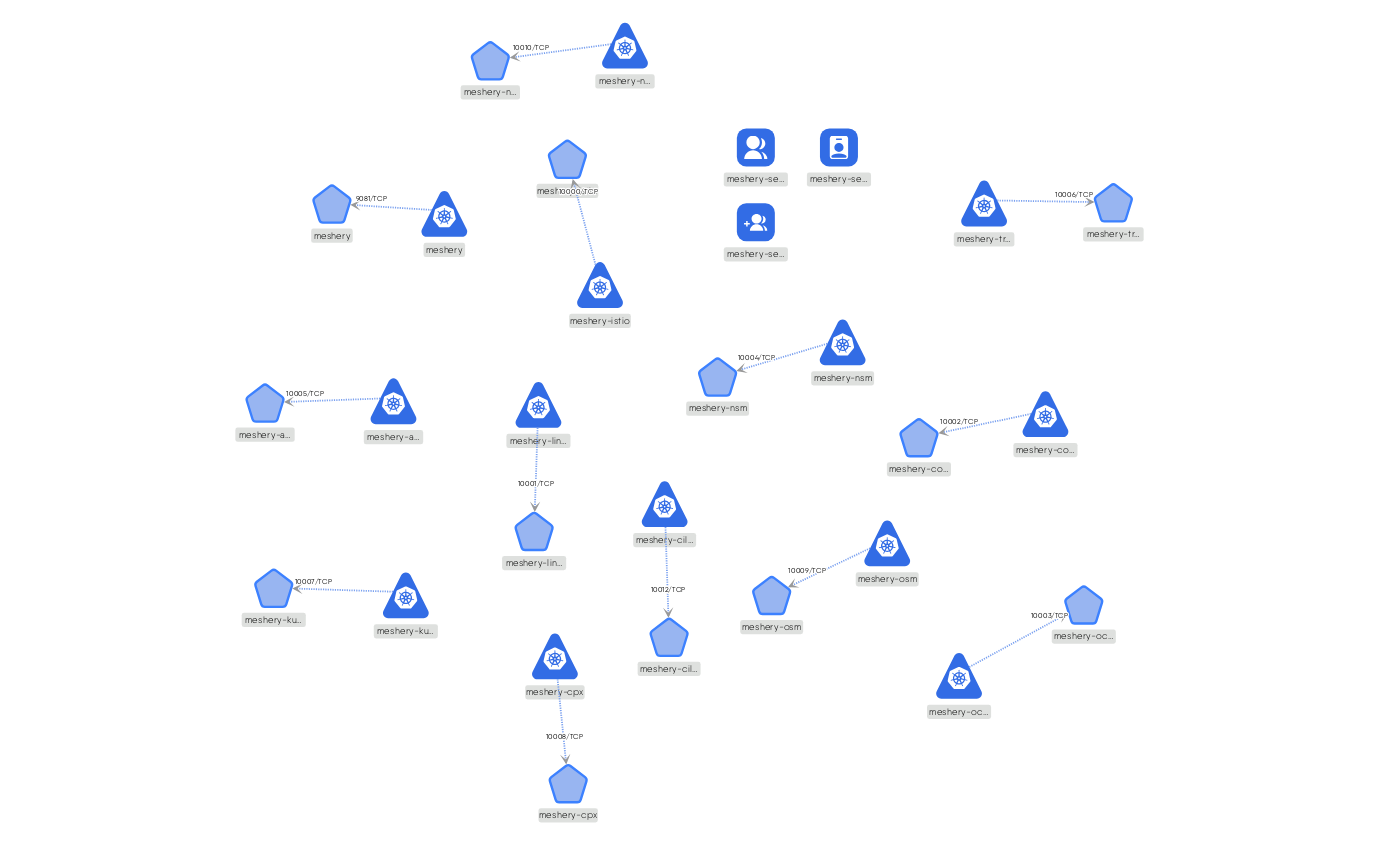 10010/TCP
meshery-n...
meshery-n...
meshery-se...
meshery-se...
10000/TCP
9081/TCP
10006/TCP
meshery
meshery
meshery-tr...
meshery-tr...
meshery-se...
meshery-istio
10004/TCP
meshery-nsm
meshery-nsm
10005/TCP
meshery-a...
meshery-a...
meshery-lin...
10002/TCP
meshery-co...
meshery-co...
10001/TCP
meshery-cil...
meshery-lin...
10009/TCP
meshery-osm
10007/TCP
10012/TCP
meshery-ku...
meshery-ku...
meshery-osm
10003/TCP
meshery-oc...
meshery-cil...
meshery-cpx
meshery-oc...
10008/TCP
meshery-cpx